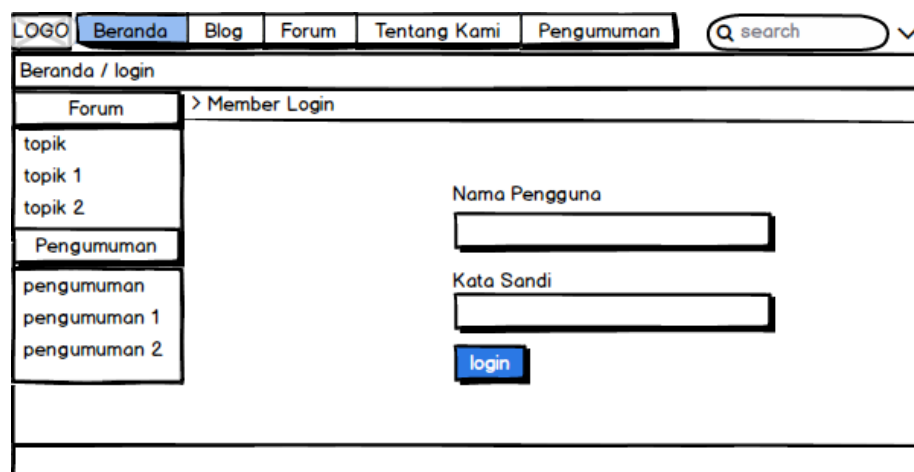 LOGO Beranda Blog Forum Tentang Kami Pengumuman search
Beranda / login
Forum
topik
topik 1
topik 2
Pengumuman
pengumuman
pengumuman 1
pengumuman 2
> Member Login
Nama Pengguna
Kata Sandi
login